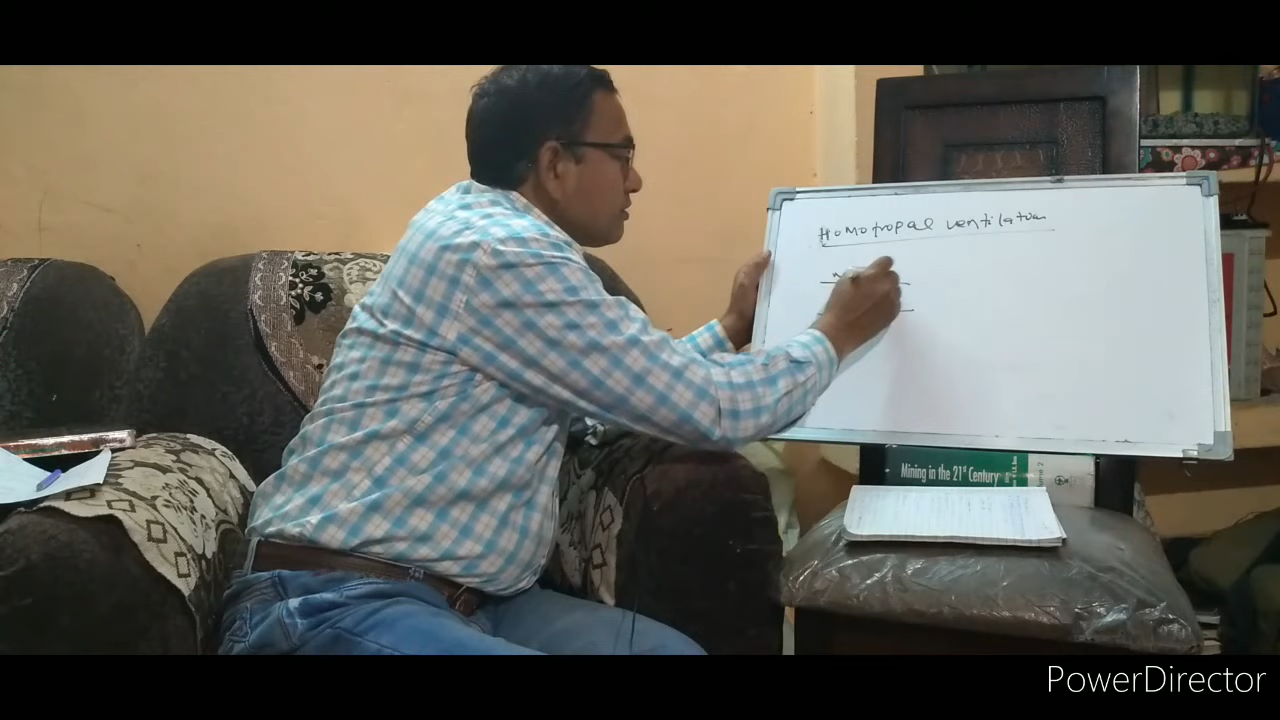 Homotropal ventilation
Mining in the 21st Century
PowerDirector